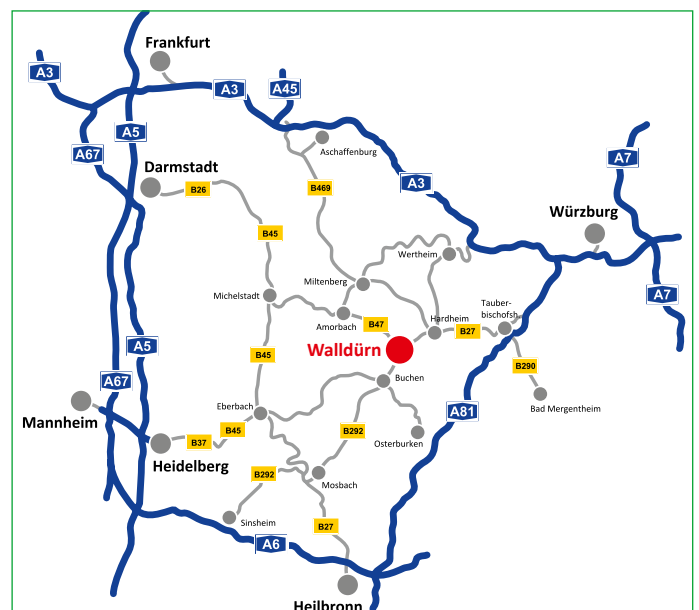 Frankfurt
A3
A3
A45
A5
A67
Aschaffenburg
A7
Darmstadt
B26
B469
A3
Würzburg
B45
Wertheim
Miltenberg
Michelstadt
A7
Tauber-
bischofsh.
Amorbach
B47
Hardheim
B27
A5
Walldürn
B45
B290
A67
Buchen
Mannheim
Eberbach
A81
Bad Mergentheim
B45
B37
B292
Osterburken
Heidelberg
B292
Mosbach
Sinsheim
B27
A6
Heilbronn